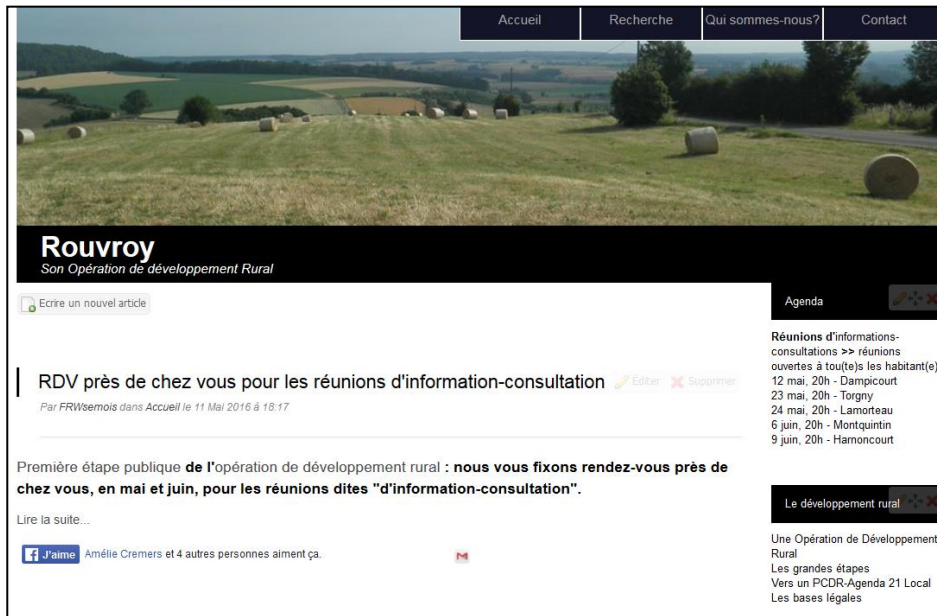 Accueil
Recherche
Qui sommes-nous?
Contact
Rouvroy
Son Opération de développement Rural
Ecrire un nouvel article
RDV près de chez vous pour les réunions d'information-consultation
Éditer
Supprimer
Par FRWsemois dans Accueil le 11 Mai 2016 à 18:17
Première étape publique de l'opération de développement rural : nous vous fixons rendez-vous près de
chez vous, en mai et juin, pour les réunions dites "d'information-consultation".
Lire la suite...
J'aime
Amélie Cremers et 4 autres personnes aiment ça.
Agenda
Réunions d'informations-
consultations >> réunions
ouvertes à tou(te)s les habitant(e)
12 mai, 20h - Dampicourt
23 mai, 20h - Torgny
24 mai, 20h - Lamorteau
6 juin, 20h - Montquintin
9 juin, 20h - Harnoncourt
Le développement rural
Une Opération de Développement
Rural
Les grandes étapes
Vers un PCDR-Agenda 21 Local
Les bases légales